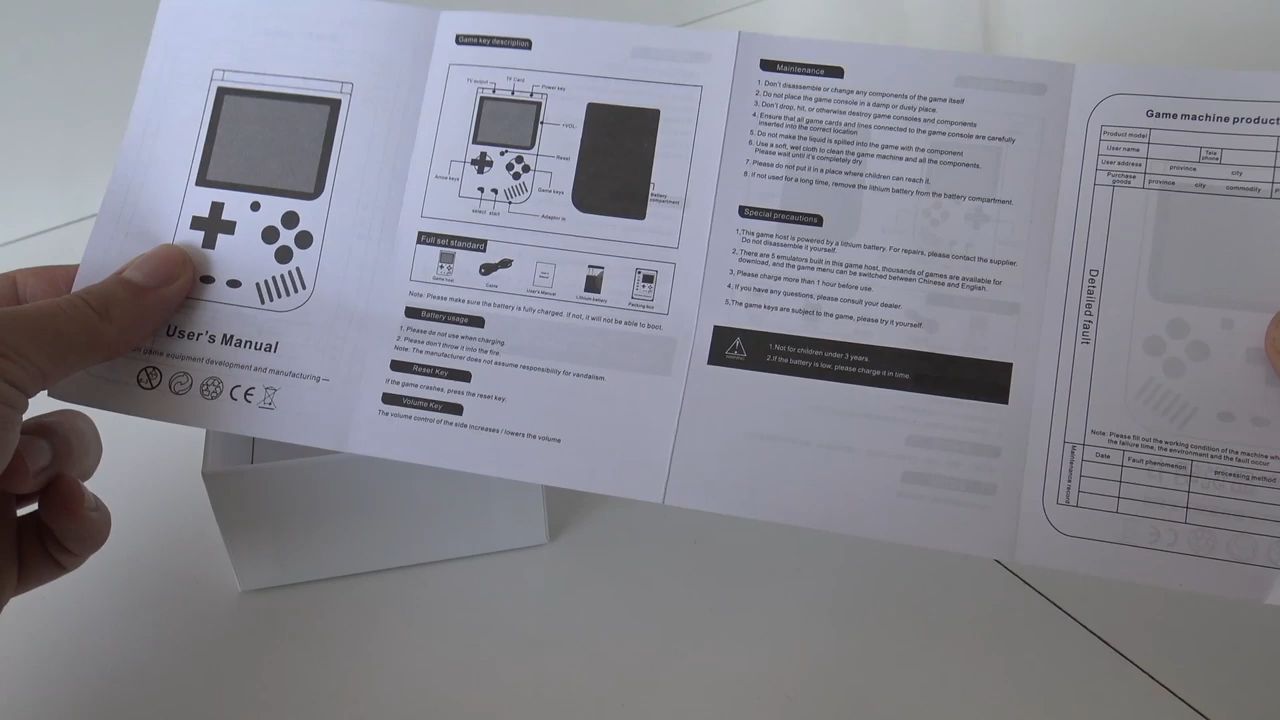 User's Manual
game equipment development and manufacturing —
CE
Game key description
TV output
TF Card
Power key
+VOL-
Reset
Arrow keys
Game keys
Battery
compartment
select
start
Adaptor in
Full set standard
Game host
Cable
User's Manual
Lithium battery
Packing box
Note: Please make sure the battery is fully charged. if not, it will not be able to boot.
Battery usage
1. Please do not use when charging.
2. Please don't throw it into the fire.
Note: The manufacturer does not assume responsibility for vandalism.
Reset Key
If the game crashes, press the reset key.
Volume Key
The volume control of the side increases / lowers the volume
Maintenance
1. Don't disassemble or change any components of the game itself
2. Do not place the game console in a damp or dusty place.
3. Don't drop, hit, or otherwise destroy game consoles and components
4. Ensure that all game cards and lines connected to the game console are carefully
inserted into the correct location
5. Do not make the liquid is spilled into the game with the component
6. Use a soft, wet cloth to clean the game machine and all the components.
Please wait until it's completely dry
7. Please do not put it in a place where children can reach it.
8. If not used for a long time, remove the lithium battery from the battery compartment.
Special precautions
1,This game host is powered by a lithium battery. For repairs, please contact the supplier.
Do not disassemble it yourself.
2, There are 5 emulators built in this game host, thousands of games are available for
download, and the game menu can be switched between Chinese and English.
3, Please charge more than 1 hour before use.
4, If you have any questions, please consult your dealer.
5,The game keys are subject to the game, please try it yourself.
1.Not for children under 3 years.
2.If the battery is low, please charge it in time.
Game machine product
Product model
User name
Tele
phone
User address
province
city
Purchase
goods
province
city
commodity
Detailed fault
Note: Please fill out the working condition of the machine
the failure time, the environment and the fault occur
Maintenance record
Date
Fault phenomenon
processing method